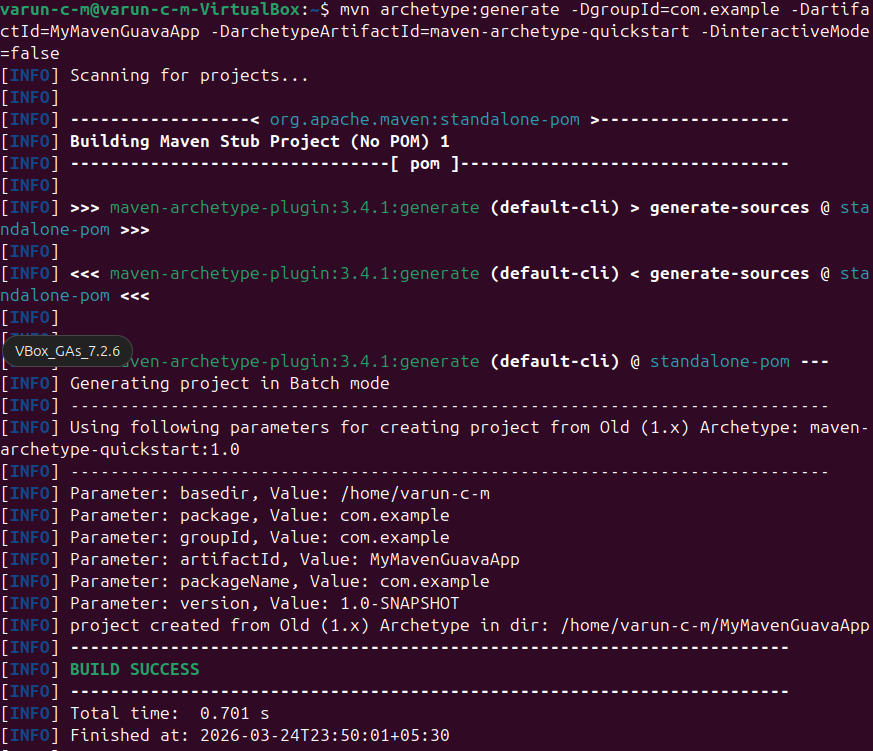 varun-c-m@varun-c-m-VirtualBox:~$ mvn archetype:generate -DgroupId=com.example -Dartifa
ctId=MyMavenGuavaApp -DarchetypeArtifactId=maven-archetype-quickstart -DinteractiveMode
=false
[INFO] Scanning for projects...
[INFO]
[INFO] ------------------< org.apache.maven:standalone-pom >-------------------
[INFO] Building Maven Stub Project (No POM) 1
[INFO] --------------------------------[ pom ]---------------------------------
[INFO]
[INFO] >>> maven-archetype-plugin:3.4.1:generate (default-cli) > generate-sources @ sta
ndalone-pom >>>
[INFO]
[INFO] <<< maven-archetype-plugin:3.4.1:generate (default-cli) < generate-sources @ sta
ndalone-pom <<<
[INFO]
VBox_GAs_7.2.6
aven-archetype-plugin:3.4.1:generate (default-cli) @ standalone-pom ---
[INFO] Generating project in Batch mode
[INFO] ----------------------------------------------------------------------------
[INFO] Using following parameters for creating project from Old (1.x) Archetype: maven-
archetype-quickstart:1.0
[INFO] ----------------------------------------------------------------------------
[INFO] Parameter: basedir, Value: /home/varun-c-m
[INFO] Parameter: package, Value: com.example
[INFO] Parameter: groupId, Value: com.example
[INFO] Parameter: artifactId, Value: MyMavenGuavaApp
[INFO] Parameter: packageName, Value: com.example
[INFO] Parameter: version, Value: 1.0-SNAPSHOT
[INFO] project created from Old (1.x) Archetype in dir: /home/varun-c-m/MyMavenGuavaApp
[INFO] ------------------------------------------------------------------------
[INFO] BUILD SUCCESS
[INFO] ------------------------------------------------------------------------
[INFO] Total time:  0.701 s
[INFO] Finished at: 2026-03-24T23:50:01+05:30